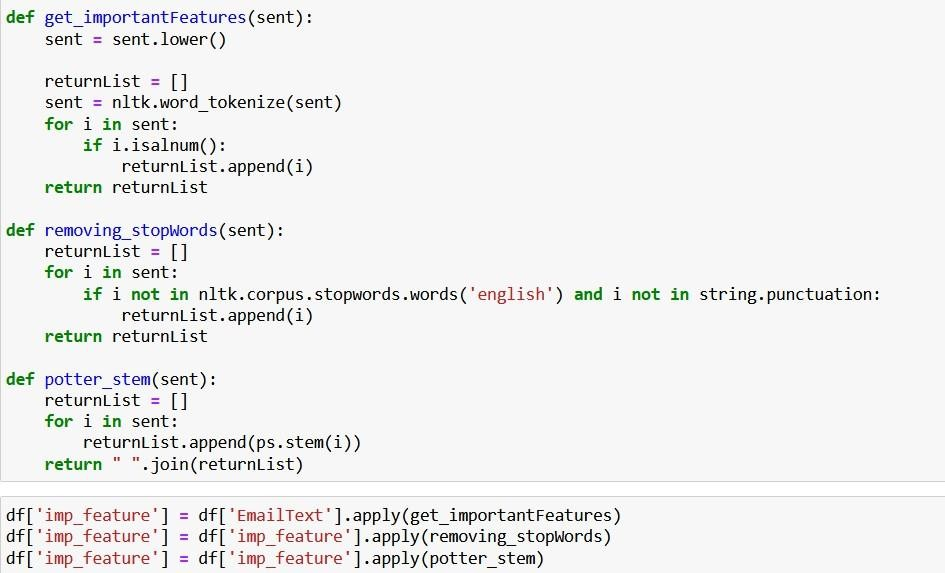 def get_importantFeatures(sent):
    sent = sent.lower()

    returnList = []
    sent = nltk.word_tokenize(sent)
    for i in sent:
        if i.isalnum():
            returnList.append(i)
    return returnList

def removing_stopWords(sent):
    returnList = []
    for i in sent:
        if i not in nltk.corpus.stopwords.words('english') and i not in string.punctuation:
            returnList.append(i)
    return returnList

def potter_stem(sent):
    returnList = []
    for i in sent:
        returnList.append(ps.stem(i))
    return " ".join(returnList)

df['imp_feature'] = df['EmailText'].apply(get_importantFeatures)
df['imp_feature'] = df['imp_feature'].apply(removing_stopWords)
df['imp_feature'] = df['imp_feature'].apply(potter_stem)